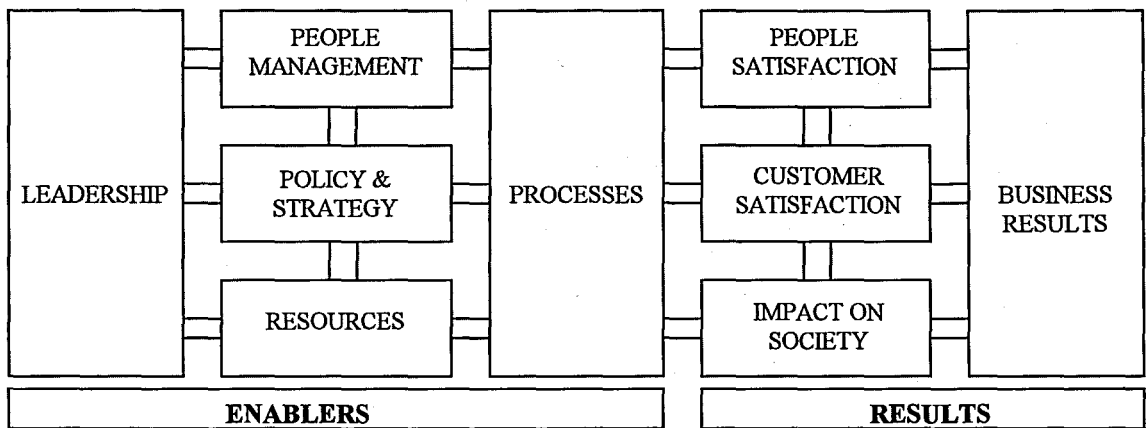 LEADERSHIP
PEOPLE
MANAGEMENT
POLICY &
STRATEGY
RESOURCES
PROCESSES
PEOPLE
SATISFACTION
CUSTOMER
SATISFACTION
IMPACT ON
SOCIETY
BUSINESS
RESULTS
ENABLERS
RESULTS